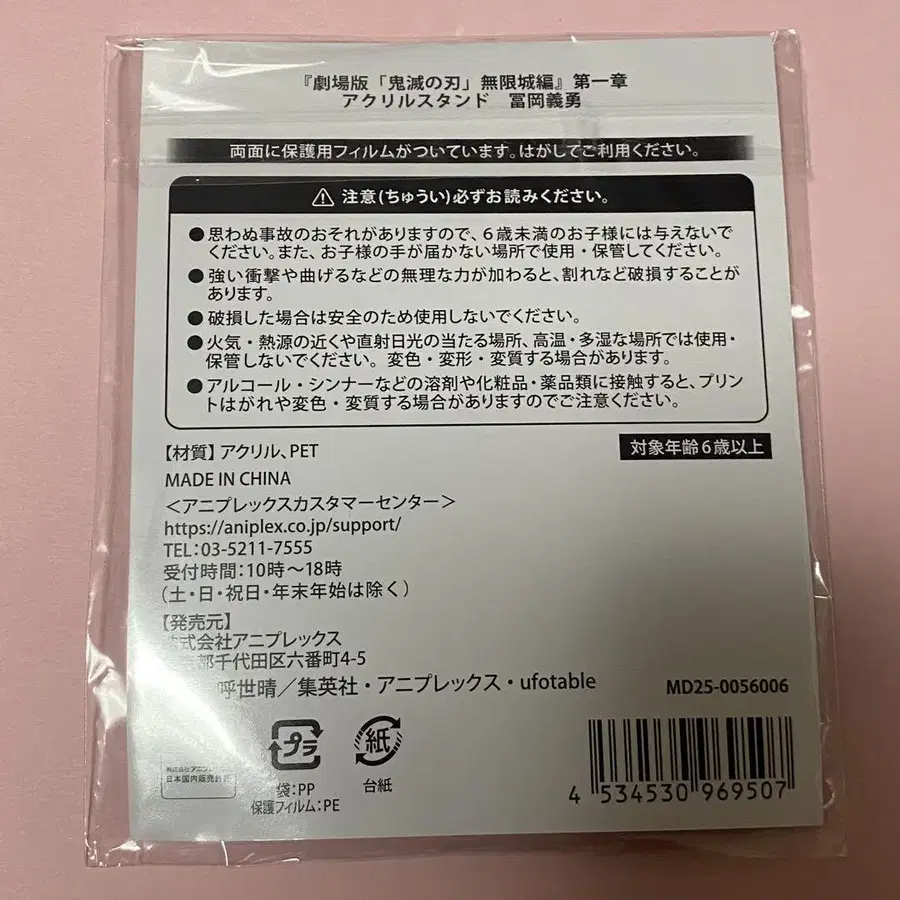 『劇場版「鬼滅の刃」無限城編』第一章
アクリルスタンド 冨岡義勇
両面に保護用フィルムがついています。はがしてご利用ください。
注意(ちゅうい)必ずお読みください。
●思わぬ事故のおそれがありますので、6歳未満のお子様には与えないで
ください。また、お子様の手が届かない場所で使用・保管してください。
●強い衝撃や曲げるなどの無理な力が加わると、割れなど破損することが
あります。
●破損した場合は安全のため使用しないでください。
●火気・熱源の近くや直射日光の当たる場所、高温・多湿な場所では使用・
保管しないでください。変色・変形・変質する場合があります。
●アルコール・シンナーなどの溶剤や化粧品・薬品類に接触すると、プリン
トはがれや変色・変質する場合がありますのでご注意ください。
【材質】アクリル、PET
対象年齢6歳以上
MADE IN CHINA
＜アニプレックスカスタマーセンター＞
https://aniplex.co.jp/support/
TEL:03-5211-7555
受付時間:10時〜18時
(土・日・祝日・年末年始は除く)
【発売元】
式会社アニプレックス
都千代田区六番町4-5
呼世晴／集英社・アニプレックス・ufotable
MD25-0056006
プラ
袋:PP
保護フィルム:PE
紙
台紙
株式会社アニプ
日本国内販売
4 534530 969507